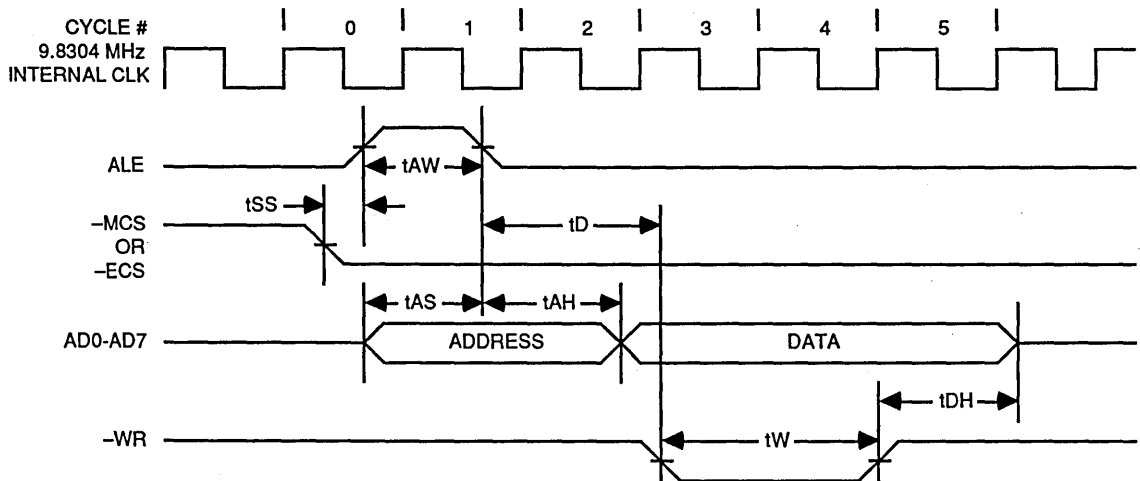 CYCLE # 0 1 2 3 4 5
9.8304 MHz
INTERNAL CLK
ALE
tAW
tSS
–MCS
OR
–ECS
tD
tAS
tAH
AD0-AD7
ADDRESS
DATA
tDH
–WR
tW